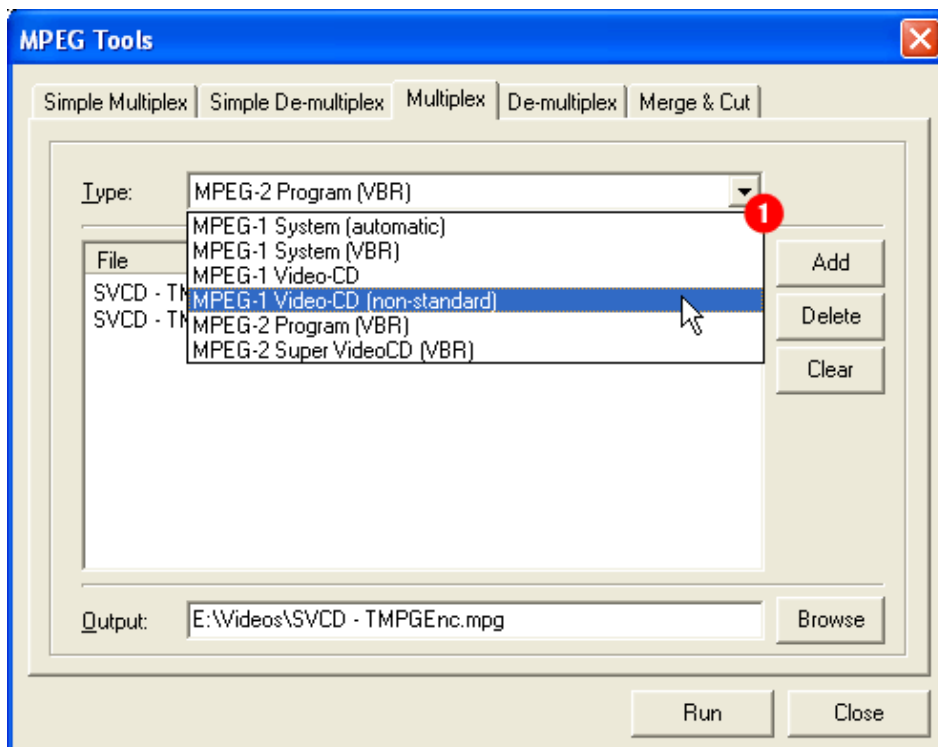 MPEG Tools
Simple Multiplex Simple De-multiplex Multiplex De-multiplex Merge & Cut
Type: MPEG-2 Program (VBR)
1
MPEG-1 System (automatic)
MPEG-1 System (VBR)
MPEG-1 Video-CD
MPEG-1 Video-CD (non-standard)
MPEG-2 Program (VBR)
MPEG-2 Super VideoCD (VBR)
File
SVCD -
SVCD -
Add
Delete
Clear
Output: E:\Videos\SVCD - TMPGEnc.mpg Browse
Run Close